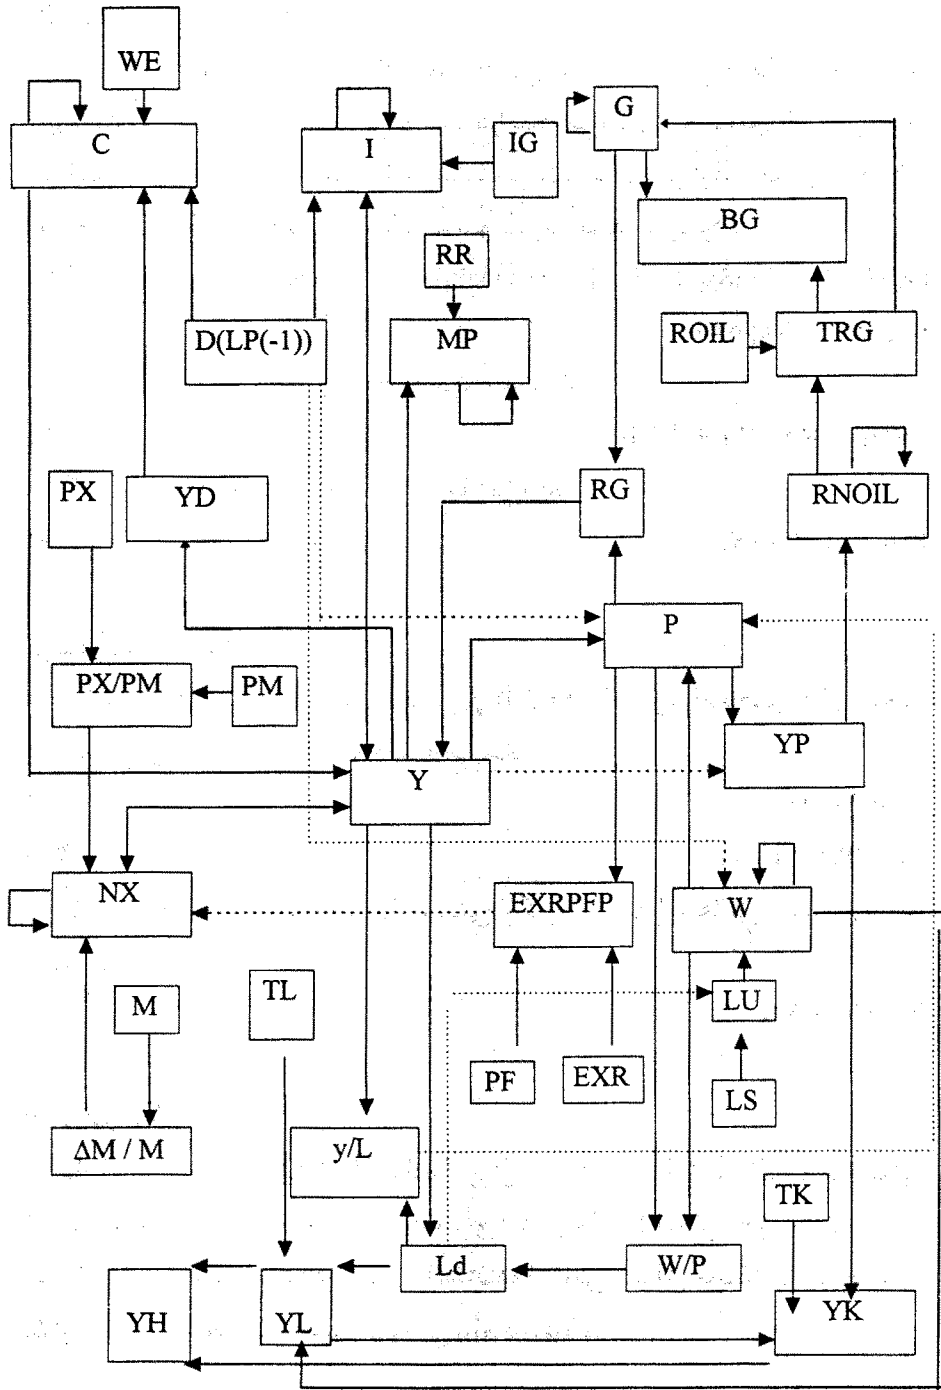 WE
C
I
IG
G
BG
RR
D(LP(-1))
MP
ROIL
TRG
PX
YD
RG
RNOIL
P
PX/PM
PM
Y
YP
NX
EXRPFP
W
M
TL
LU
PF
EXR
LS
ΔM / M
y/L
TK
Ld
W/P
YH
YL
YK